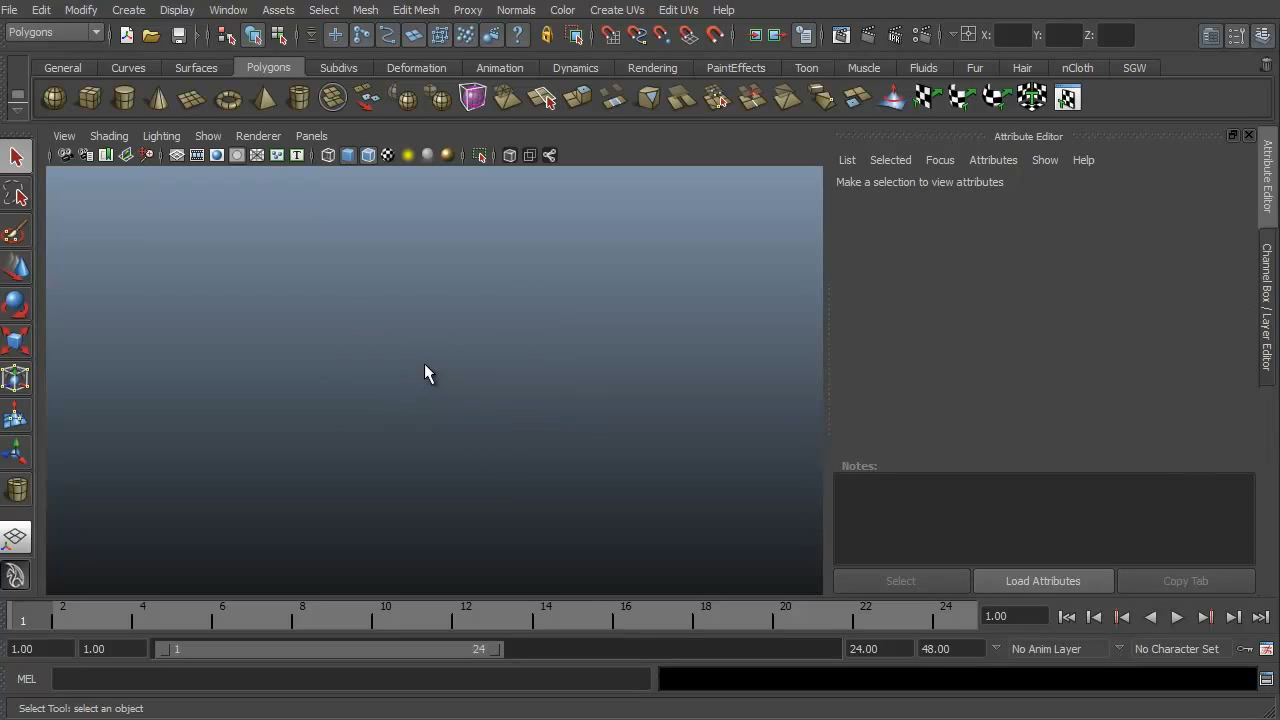 File Edit Modify Create Display Window Assets Select Mesh Edit Mesh Proxy Normals Color Create UVs Edit UVs Help
Polygons X: Y: Z:
General Curves Surfaces Polygons Subdivs Deformation Animation Dynamics Rendering PaintEffects Toon Muscle Fluids Fur Hair nCloth SGW
View Shading Lighting Show Renderer Panels
Attribute Editor
List Selected Focus Attributes Show Help
Make a selection to view attributes
Attribute Editor
Channel Box / Layer Editor
Notes:
Select Load Attributes Copy Tab
1 2 4 6 8 10 12 14 16 18 20 22 24 1.00
1.00 1.00 1 24 24.00 48.00 No Anim Layer No Character Set
MEL
Select Tool: select an object